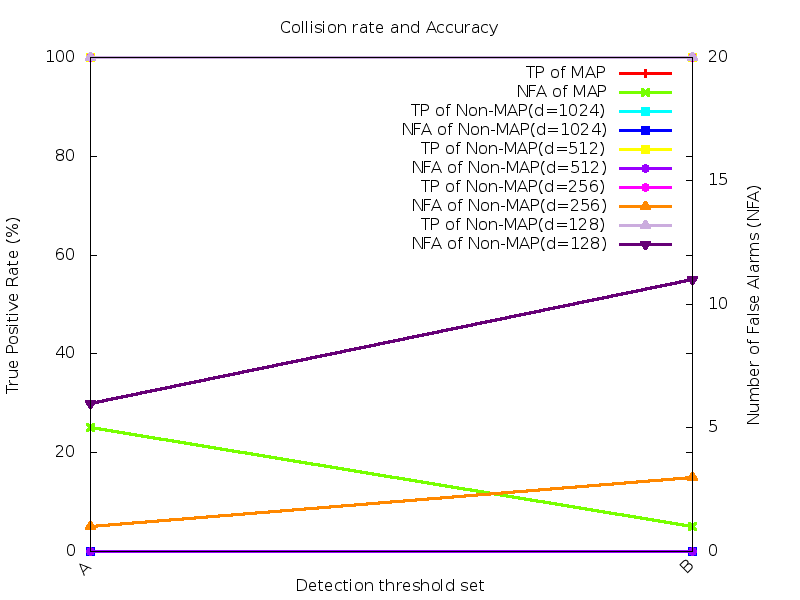 Collision rate and Accuracy
100
80
60
40
20
0
True Positive Rate (%)
20
15
10
5
0
Number of False Alarms (NFA)
TP of MAP
NFA of MAP
TP of Non-MAP(d=1024)
NFA of Non-MAP(d=1024)
TP of Non-MAP(d=512)
NFA of Non-MAP(d=512)
TP of Non-MAP(d=256)
NFA of Non-MAP(d=256)
TP of Non-MAP(d=128)
NFA of Non-MAP(d=128)
A
B
Detection threshold set